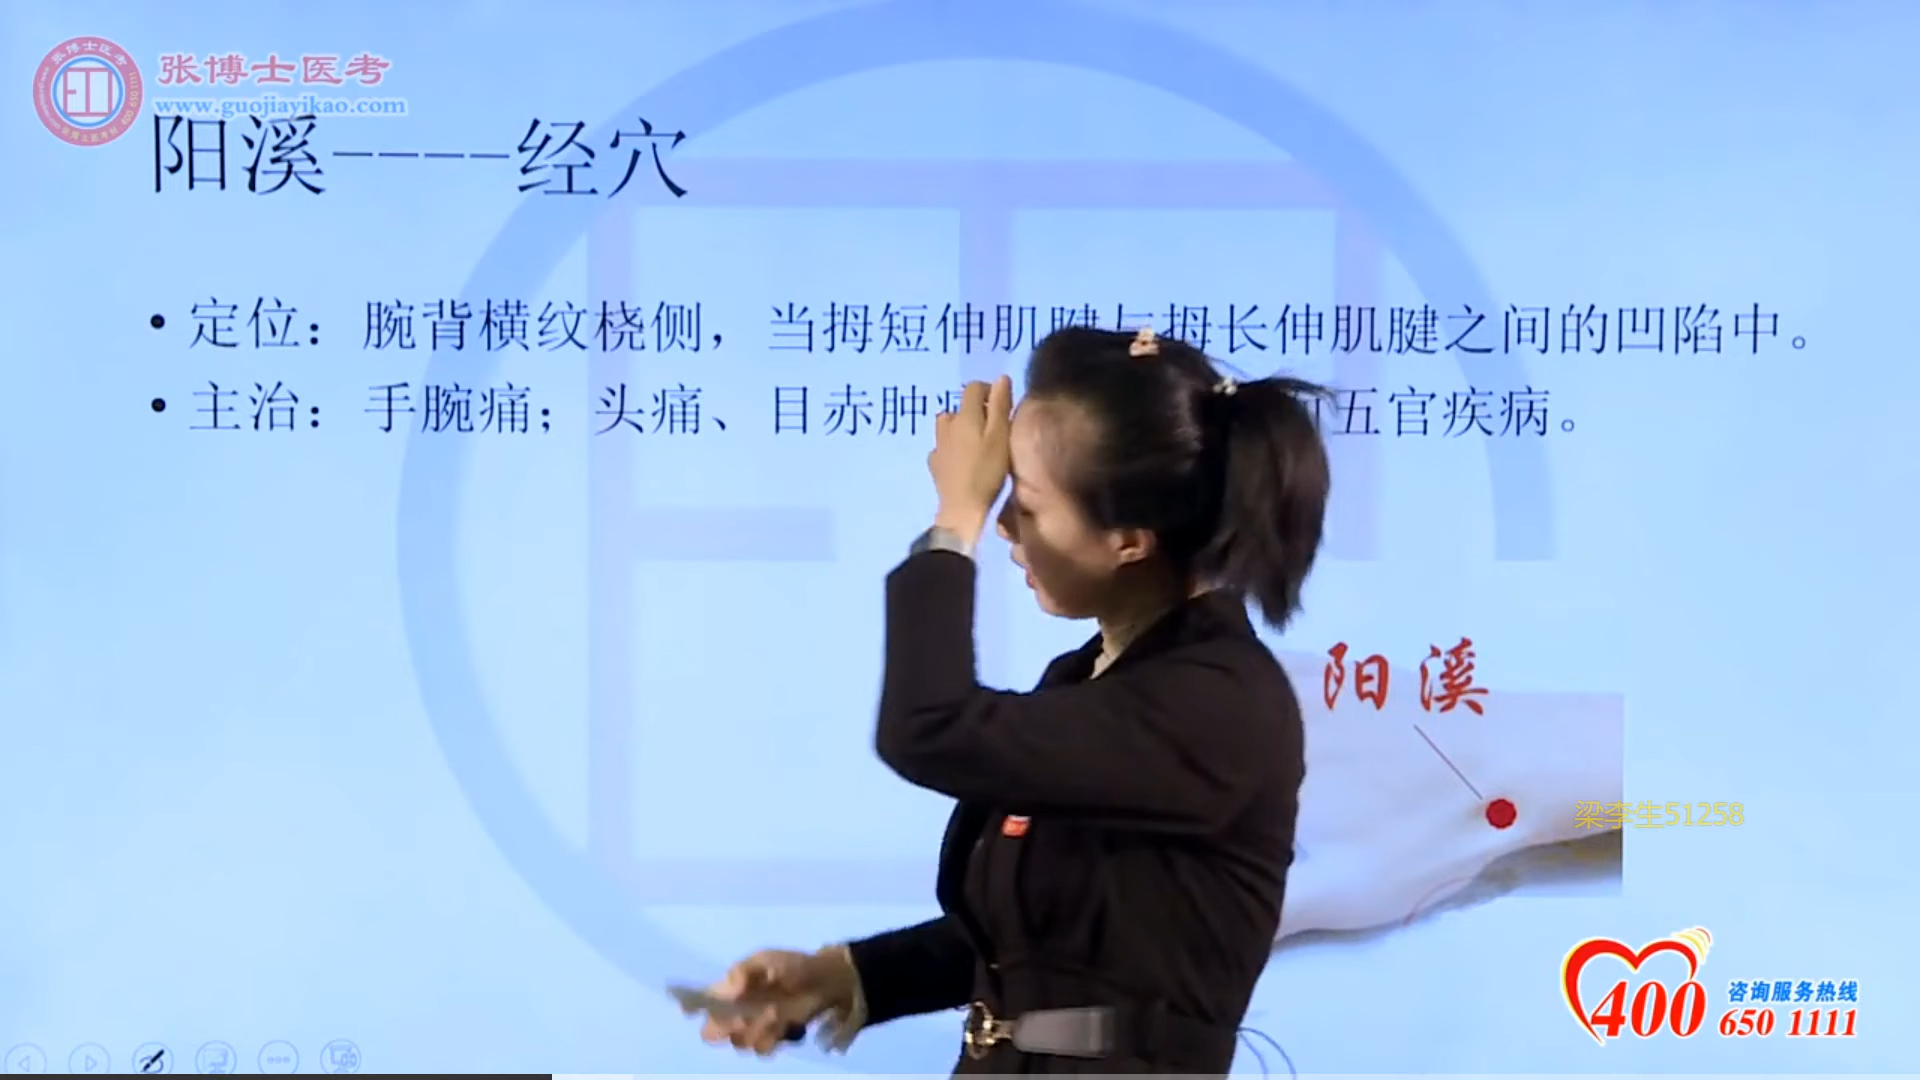 张博士医考
www.guojiayikao.com
阳溪----经穴
• 定位：腕背横纹桡侧，当拇短伸肌腱与拇长伸肌腱之间的凹陷中。
• 主治：手腕痛；头痛、目赤肿 五官疾病。
阳溪
梁李生51258
400
咨询服务热线
650 1111